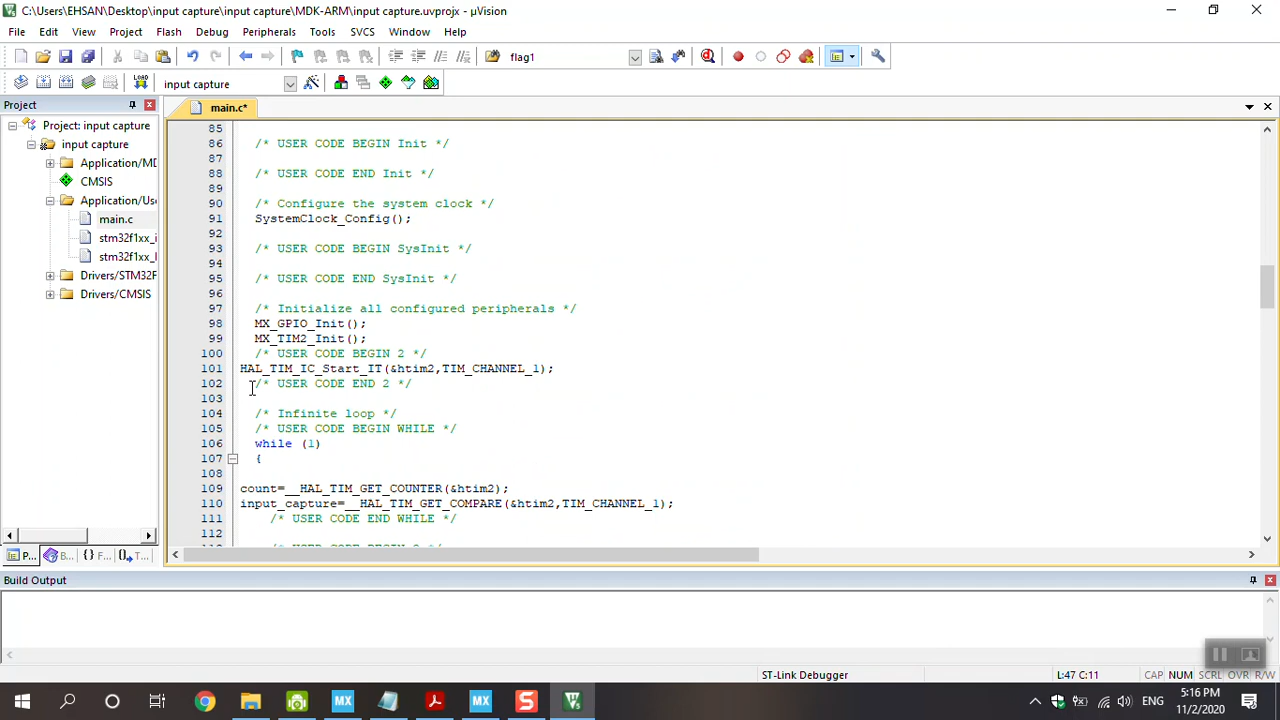 C:\Users\EHSAN\Desktop\input capture\input capture\MDK-ARM\input capture.uvprojx - µVision
File Edit View Project Flash Debug Peripherals Tools SVCS Window Help
flag1
LOAD input capture
Project
main.c*
Project: input capture
input capture
Application/MD
CMSIS
Application/Use
main.c
stm32f1xx_i
stm32f1xx_l
Drivers/STM32F
Drivers/CMSIS
85
86 /* USER CODE BEGIN Init */
87
88 /* USER CODE END Init */
89
90 /* Configure the system clock */
91 SystemClock_Config();
92
93 /* USER CODE BEGIN SysInit */
94
95 /* USER CODE END SysInit */
96
97 /* Initialize all configured peripherals */
98 MX_GPIO_Init();
99 MX_TIM2_Init();
100 /* USER CODE BEGIN 2 */
101 HAL_TIM_IC_Start_IT(&htim2,TIM_CHANNEL_1);
102 /* USER CODE END 2 */
103
104 /* Infinite loop */
105 /* USER CODE BEGIN WHILE */
106 while (1)
107 {
108
109 count=__HAL_TIM_GET_COUNTER(&htim2);
110 input_capture=__HAL_TIM_GET_COMPARE(&htim2,TIM_CHANNEL_1);
111 /* USER CODE END WHILE */
112
P... B... {} F... T...
Build Output
ST-Link Debugger L:47 C:11 CAP NUM SCRL OVR R/W
MX MX S
ENG 5:16 PM
11/2/2020